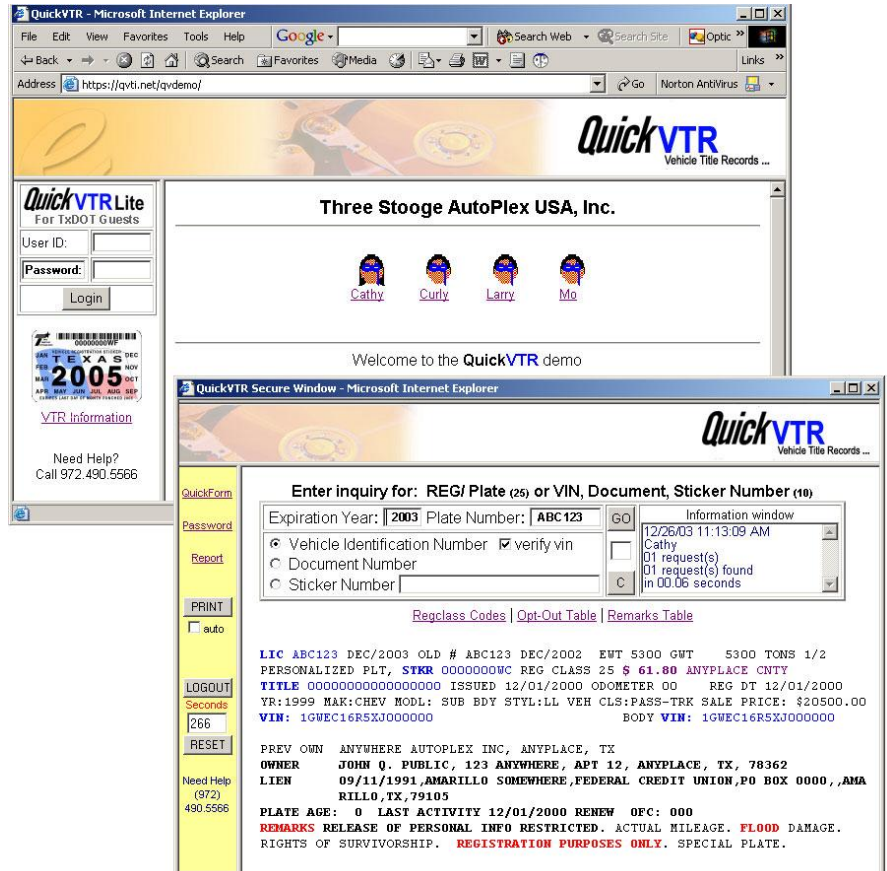 QuickVTR - Microsoft Internet Explorer
File Edit View Favorites Tools Help Google Search Web Search Site Optic »
Back Search Favorites Media Links »
Address https://qvti.net/qvdemo/ Go Norton AntiVirus
QuickVTR
Vehicle Title Records ...
QuickVTR Lite
For TxDOT Guests
User ID:
Password:
Login
TEXAS
JAN DEC
FEB NOV
MAR 2005 OCT
APR MAY JUN JUL AUG SEP
VTR Information
Need Help?
Call 972.490.5566
Three Stooge AutoPlex USA, Inc.
Cathy Curly Larry Mo
Welcome to the QuickVTR demo
QuickVTR Secure Window - Microsoft Internet Explorer
QuickVTR
Vehicle Title Records ...
QuickForm
Password
Report
PRINT
auto
LOGOUT
Seconds
266
RESET
Need Help
(972)
490.5566
Enter inquiry for: REG/ Plate (25) or VIN, Document, Sticker Number (10)
Expiration Year: 2003 Plate Number: ABC123 GO
Vehicle Identification Number verify vin
Document Number
Sticker Number C
Information window
12/26/03 11:13:09 AM
Cathy
01 request(s)
01 request(s) found
in 00.06 seconds
Regclass Codes | Opt-Out Table | Remarks Table
LIC ABC123 DEC/2003 OLD # ABC123 DEC/2002 EWT 5300 GWT 5300 TONS 1/2
PERSONALIZED PLT, STKR 0000000WC REG CLASS 25 $ 61.80 ANYPLACE CNTY
TITLE 00000000000000000 ISSUED 12/01/2000 ODOMETER 00 REG DT 12/01/2000
YR:1999 MAK:CHEV MODL: SUB BDY STYL:LL VEH CLS:PASS-TRK SALE PRICE: $20500.00
VIN: 1GWEC16R5XJ000000 BODY VIN: 1GWEC16R5XJ000000
PREV OWN ANYWHERE AUTOPLEX INC, ANYPLACE, TX
OWNER JOHN Q. PUBLIC, 123 ANYWHERE, APT 12, ANYPLACE, TX, 78362
LIEN 09/11/1991,AMARILLO SOMEWHERE,FEDERAL CREDIT UNION,PO BOX 0000,,AMA
RILLO,TX,79105
PLATE AGE: 0 LAST ACTIVITY 12/01/2000 RENEW OFC: 000
REMARKS RELEASE OF PERSONAL INFO RESTRICTED. ACTUAL MILEAGE. FLOOD DAMAGE.
RIGHTS OF SURVIVORSHIP. REGISTRATION PURPOSES ONLY. SPECIAL PLATE.